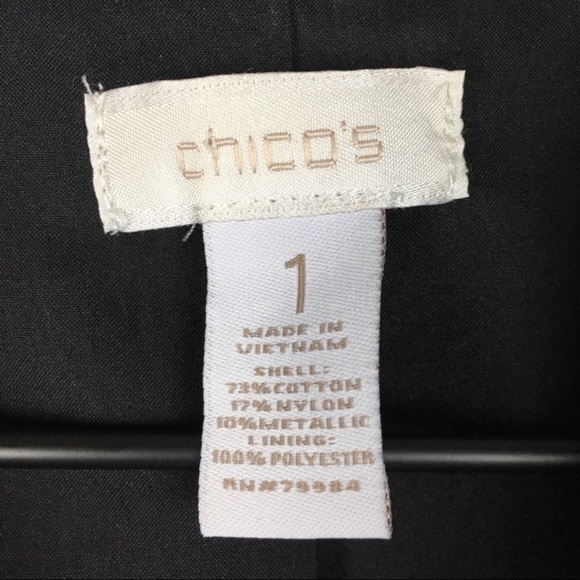 chico's
1
MADE IN
VIETNAM
SHELL:
73% COTTON
17% NYLON
10% METALLIC
LINING:
100% POLYESTER
RN# 79984